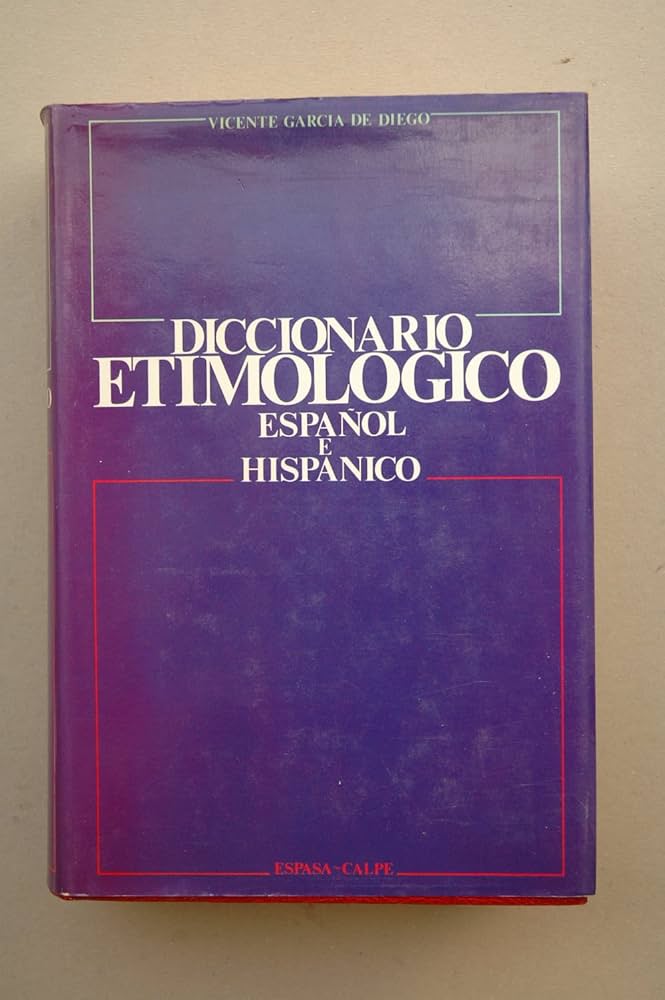 VICENTE GARCIA DE DIEGO
DICCIONARIO
ETIMOLOGICO
ESPAÑOL
E
HISPANICO
ESPASA-CALPE